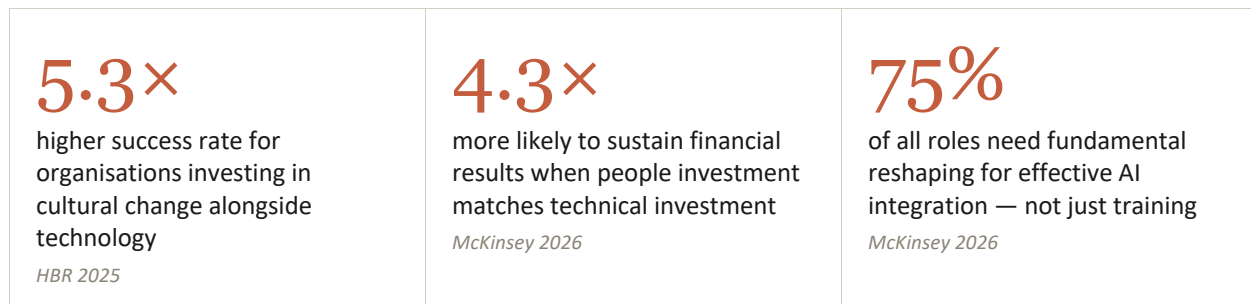 5.3×
higher success rate for
organisations investing in
cultural change alongside
technology
HBR 2025
4.3×
more likely to sustain financial
results when people investment
matches technical investment
McKinsey 2026
75%
of all roles need fundamental
reshaping for effective AI
integration — not just training
McKinsey 2026